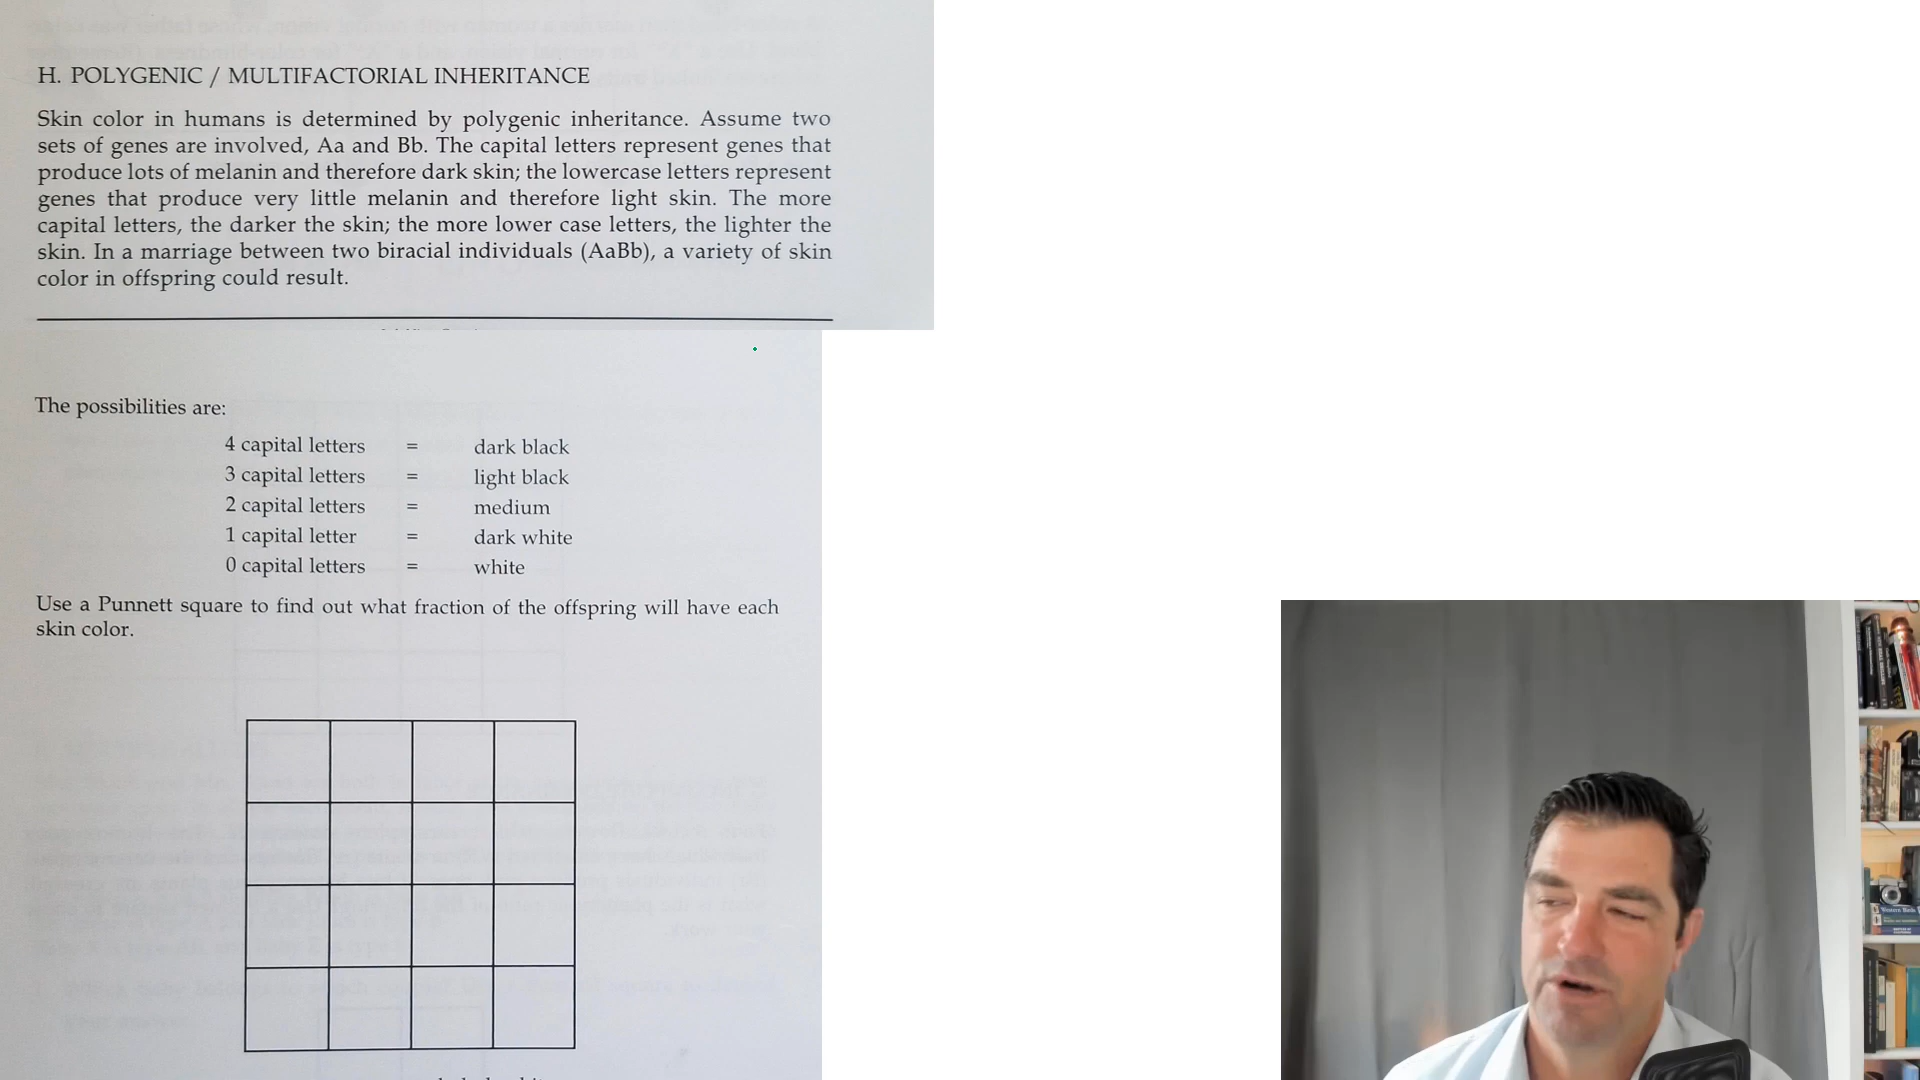 H. POLYGENIC / MULTIFACTORIAL INHERITANCE
Skin color in humans is determined by polygenic inheritance. Assume two
sets of genes are involved, Aa and Bb. The capital letters represent genes that
produce lots of melanin and therefore dark skin; the lowercase letters represent
genes that produce very little melanin and therefore light skin. The more
capital letters, the darker the skin; the more lower case letters, the lighter the
skin. In a marriage between two biracial individuals (AaBb), a variety of skin
color in offspring could result.
The possibilities are:
4 capital letters = dark black
3 capital letters = light black
2 capital letters = medium
1 capital letter = dark white
0 capital letters = white
Use a Punnett square to find out what fraction of the offspring will have each
skin color.